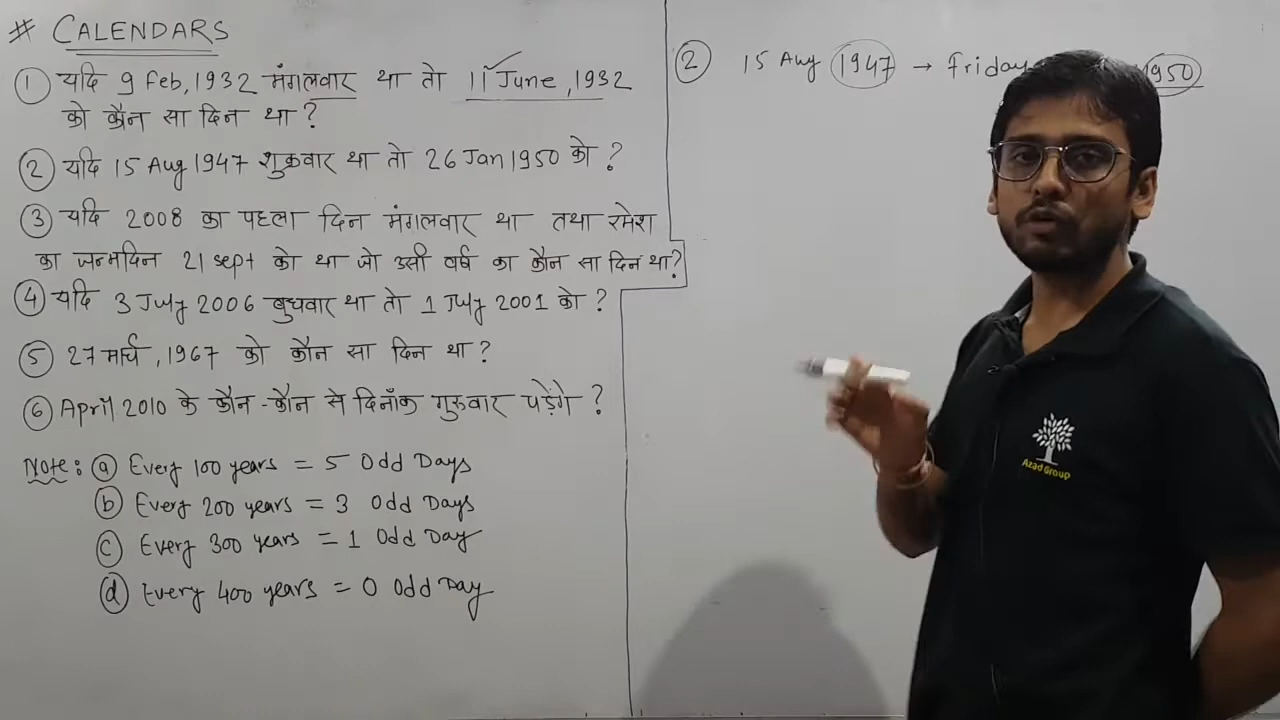 # CALENDARS
① यदि 9 Feb, 1932 मंगलवार था तो 11 June, 1932
को कौन सा दिन था ?
② यदि 15 Aug 1947 शुक्रवार था तो 26 Jan 1950 को ?
③ यदि 2008 का पहला दिन मंगलवार था तथा रमेश
का जन्मदिन 21 sept को था जो उसी वर्ष का कौन सा दिन था?
④ यदि 3 July 2006 बुधवार था तो 1 July 2001 को ?
⑤ 27 मार्च, 1967 को कौन सा दिन था ?
⑥ April 2010 के कौन-कौन से दिनाँक गुरुवार पड़ेंगे ?
Note: ⓐ Every 100 years = 5 Odd Days
ⓑ Every 200 years = 3 Odd Days
ⓒ Every 300 years = 1 Odd Day
ⓓ Every 400 years = 0 Odd Day
② 15 Aug 1947 → Friday 1950
Azad Group